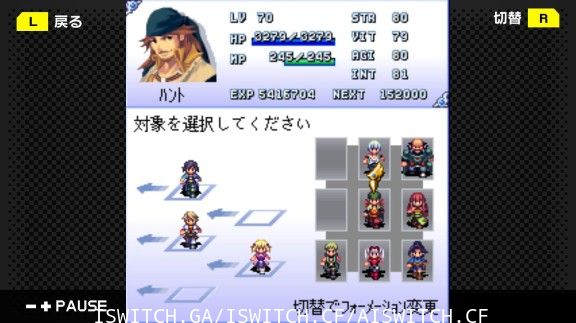 L 戻る
切替 R
LV 70 STR 80
HP 3279/3279 VIT 79
MP 245/245 AGI 80
INT 81
ハント
EXP 5416704 NEXT 152000
対象を選択してください
切替でフォーメーション変更
-+ PAUSE
ISWITCH.GA/ISWITCH.CF/AISWITCH.CF